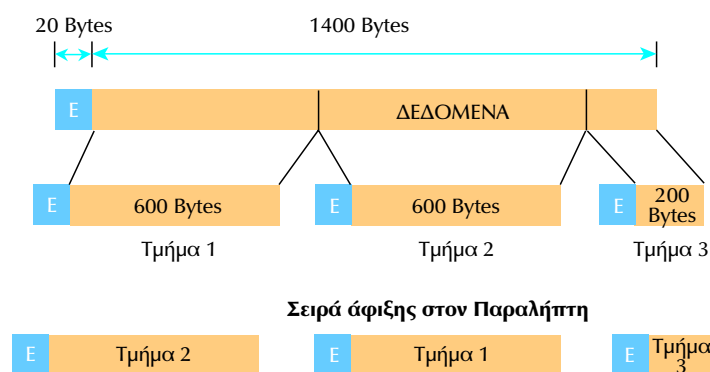 20 Bytes 1400 Bytes
E ΔΕΔΟΜΕΝΑ
E 600 Bytes E 600 Bytes E 200 Bytes
Τμήμα 1 Τμήμα 2 Τμήμα 3
Σειρά άφιξης στον Παραλήπτη
E Τμήμα 2 E Τμήμα 1 E Τμήμα 3